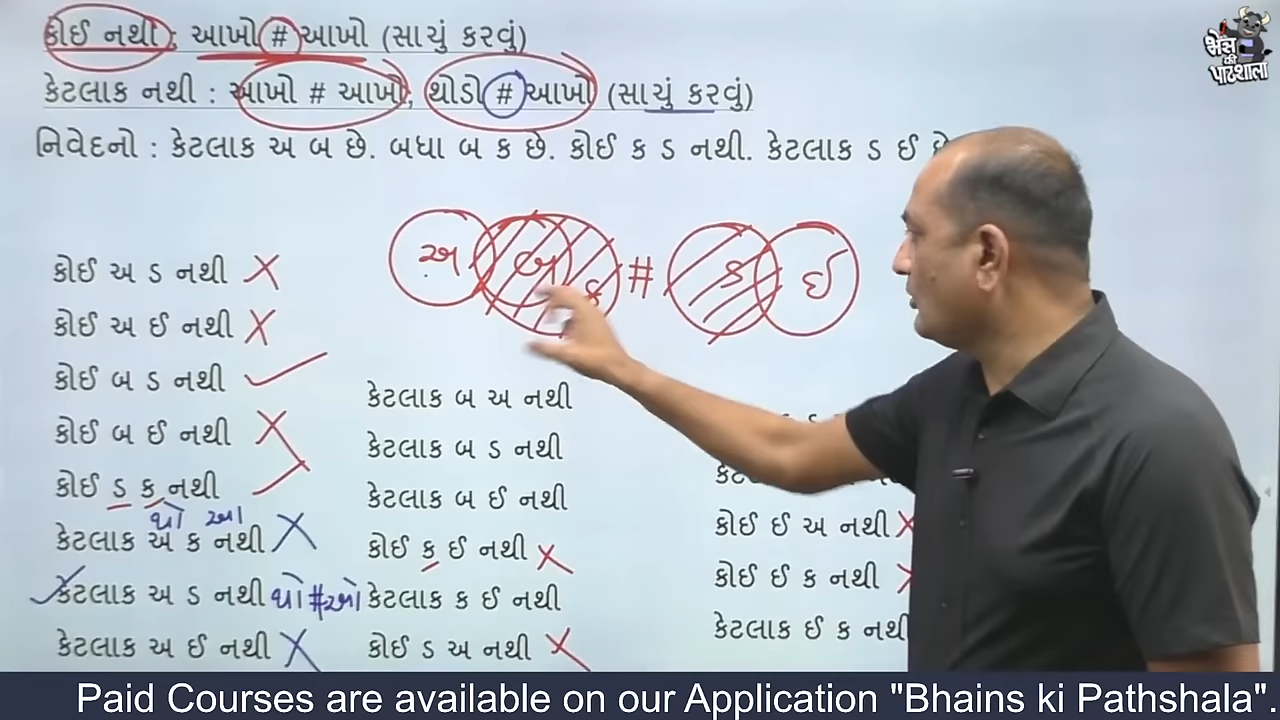 કોઈ નથી : આખો # આખો (સાચું કરવું)
કેટલાક નથી : આખો # આખો, થોડો # આખો (સાચું કરવું)
નિવેદનો : કેટલાક અ બ છે. બધા બ ક છે. કોઈ ક ડ નથી. કેટલાક ડ ઈ
ભેંસ
की
પાઠશાલા
અ બ ક # ડ ઈ
કોઈ અ ડ નથી
કોઈ અ ઈ નથી
કોઈ બ ડ નથી
કોઈ બ ઈ નથી
કોઈ ડ ક નથી
થો આ
કેટલાક અ ક નથી
કેટલાક અ ડ નથી થો # આખો
કેટલાક અ ઈ નથી
કેટલાક બ અ નથી
કેટલાક બ ડ નથી
કેટલાક બ ઈ નથી
કોઈ ક ઈ નથી
કેટલાક ક ઈ નથી
કોઈ ડ અ નથી
કોઈ ઈ અ નથી
કોઈ ઈ ક નથી
કેટલાક ઈ ક નથી
Paid Courses are available on our Application "Bhains ki Pathshala".